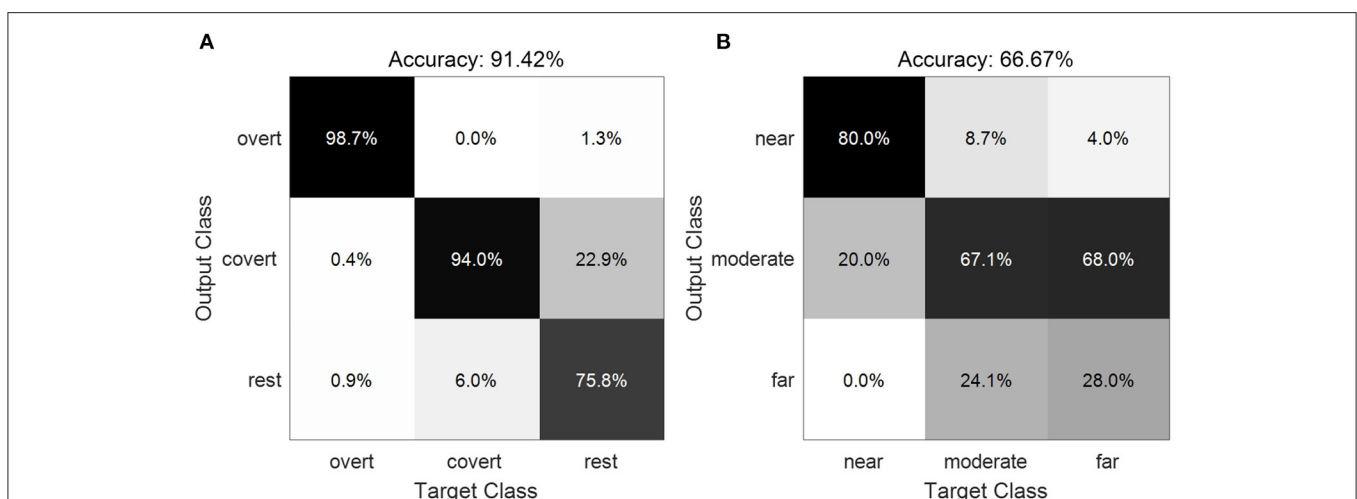 A
Accuracy: 91.42%
Output Class
overt 98.7% 0.0% 1.3%
covert 0.4% 94.0% 22.9%
rest 0.9% 6.0% 75.8%
overt covert rest
Target Class
B
Accuracy: 66.67%
Output Class
near 80.0% 8.7% 4.0%
moderate 20.0% 67.1% 68.0%
far 0.0% 24.1% 28.0%
near moderate far
Target Class